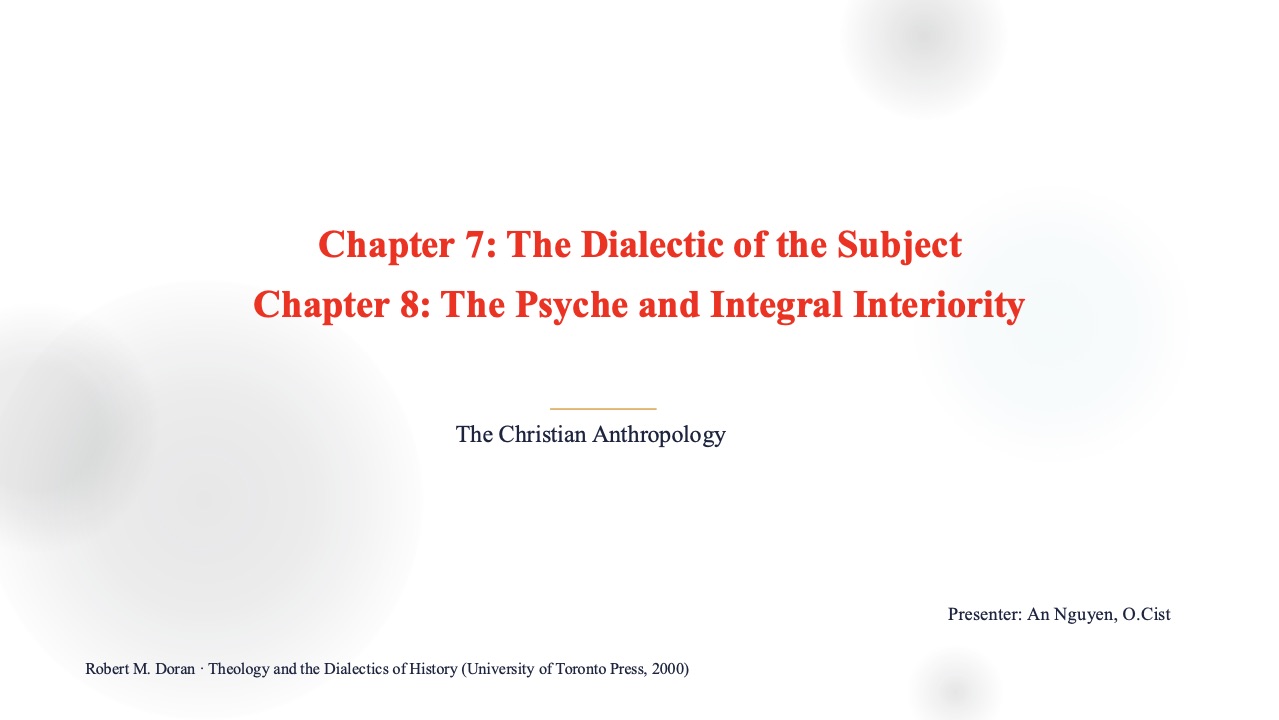 Chapter 7: The Dialectic of the Subject
Chapter 8: The Psyche and Integral Interiority
The Christian Anthropology
Presenter: An Nguyen, O.Cist
Robert M. Doran · Theology and the Dialectics of History (University of Toronto Press, 2000)